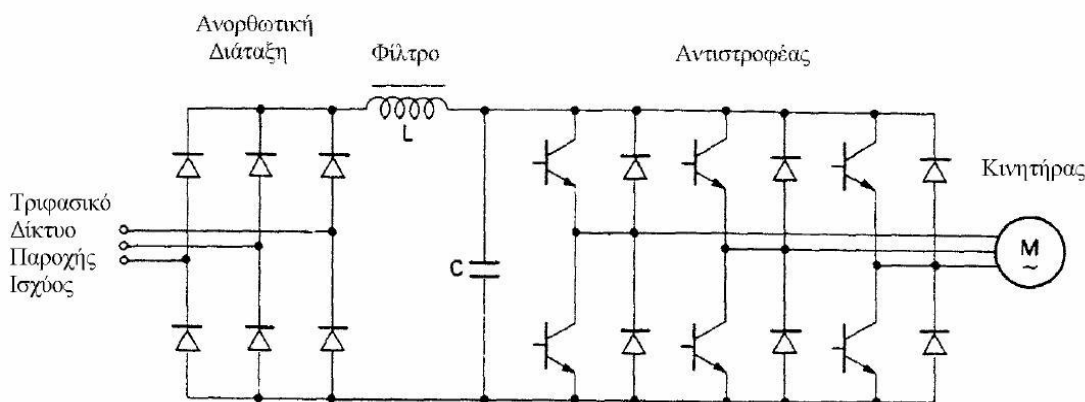 Ανορθωτική
Διάταξη
Φίλτρο
Αντιστροφέας
L
Κινητήρας
Τριφασικό
Δίκτυο
Παροχής
Ισχύος
C
M
~